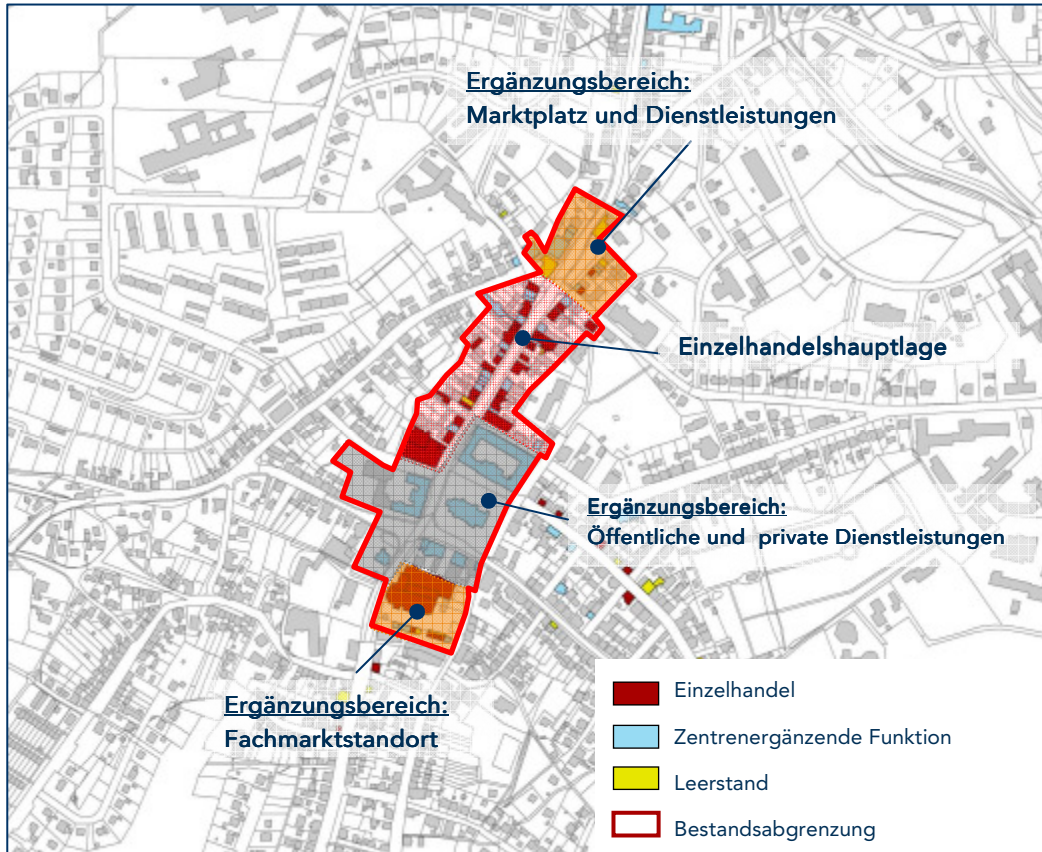 Ergänzungsbereich:
Marktplatz und Dienstleistungen
Einzelhandelshauptlage
Ergänzungsbereich:
Öffentliche und private Dienstleistungen
Ergänzungsbereich:
Fachmarktstandort
Einzelhandel
Zentrenergänzende Funktion
Leerstand
Bestandsabgrenzung